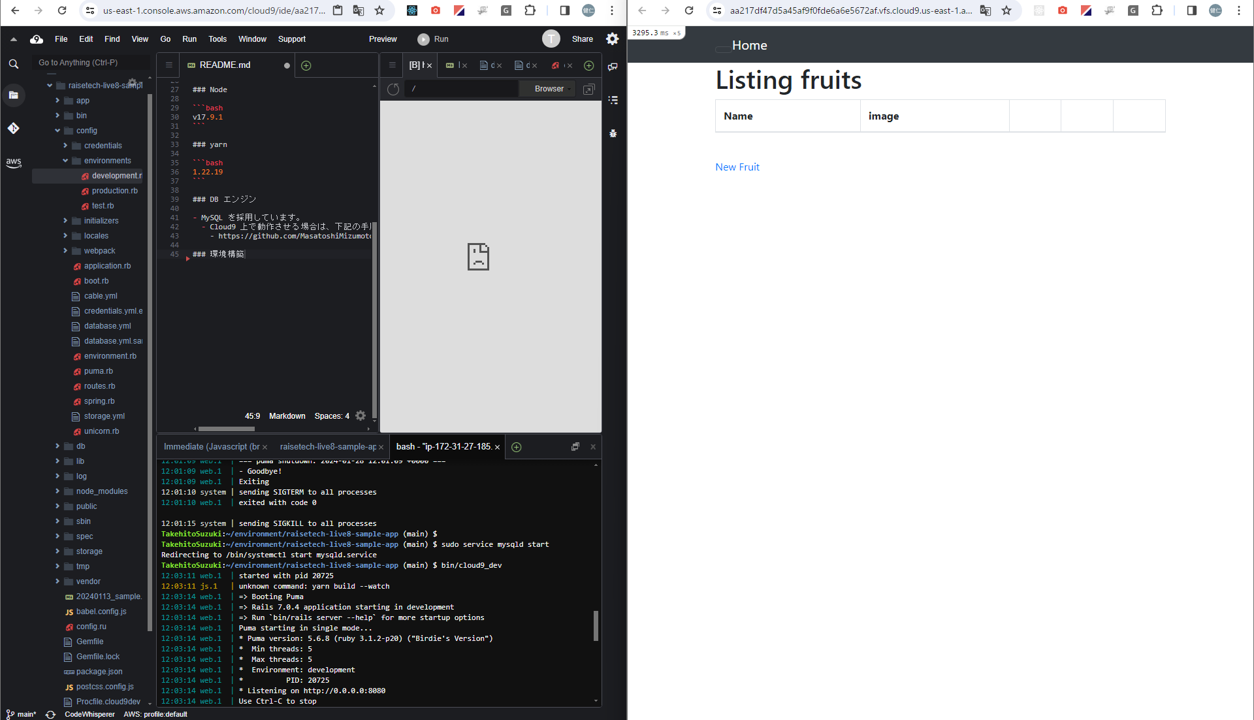 us-east-1.console.aws.amazon.com/cloud9/ide/aa217...
File Edit Find View Go Run Tools Window Support Preview Run T Share
Go to Anything (Ctrl-P)
raisetech-live8-sampl
app
bin
config
credentials
environments
development.r
production.rb
test.rb
initializers
locales
webpack
application.rb
boot.rb
cable.yml
credentials.yml.e
database.yml
database.yml.sa
environment.rb
puma.rb
routes.rb
spring.rb
storage.yml
unicorn.rb
db
lib
log
node_modules
public
sbin
spec
storage
tmp
vendor
20240113_sample.
babel.config.js
config.ru
Gemfile
Gemfile.lock
package.json
postcss.config.js
Procfile.cloud9dev
aws
README.md
27 ### Node
28
29 ```bash
30 v17.9.1
31 ```
32
33 ### yarn
34
35 ```bash
36 1.22.19
37 ```
38
39 ### DB エンジン
40
41 - MySQL を採用しています。
42 - Cloud9 上で動作させる場合は、下記の手
43 - https://github.com/MasatoshiMizumot
44
45 ### 環境構築
45:9 Markdown Spaces: 4
[B]
/
Browser
Immediate (Javascript (br
raisetech-live8-sample-ap
bash - "ip-172-31-27-185.
12:01:09 web.1 | --- puma shutdown: 2024-01-28 12:01:09 +0000 ---
12:01:09 web.1 | - Goodbye!
12:01:09 web.1 | Exiting
12:01:10 system | sending SIGTERM to all processes
12:01:10 web.1 | exited with code 0
12:01:15 system | sending SIGKILL to all processes
TakehitoSuzuki:~/environment/raisetech-live8-sample-app (main) $
TakehitoSuzuki:~/environment/raisetech-live8-sample-app (main) $ sudo service mysqld start
Redirecting to /bin/systemctl start mysqld.service
TakehitoSuzuki:~/environment/raisetech-live8-sample-app (main) $ bin/cloud9_dev
12:03:11 web.1 | started with pid 20725
12:03:11 js.1 | unknown command: yarn build --watch
12:03:14 web.1 | => Booting Puma
12:03:14 web.1 | => Rails 7.0.4 application starting in development
12:03:14 web.1 | => Run `bin/rails server --help` for more startup options
12:03:14 web.1 | Puma starting in single mode...
12:03:14 web.1 | * Puma version: 5.6.8 (ruby 3.1.2-p20) ("Birdie's Version")
12:03:14 web.1 | * Min threads: 5
12:03:14 web.1 | * Max threads: 5
12:03:14 web.1 | * Environment: development
12:03:14 web.1 | * PID: 20725
12:03:14 web.1 | * Listening on http://0.0.0.0:8080
12:03:14 web.1 | Use Ctrl-C to stop
main* CodeWhisperer AWS: profile:default
aa217df47d5a45af9f0fde6a6e5672af.vfs.cloud9.us-east-1.a...
3295.3 ms ×s
Home
Listing fruits
Name image
New Fruit